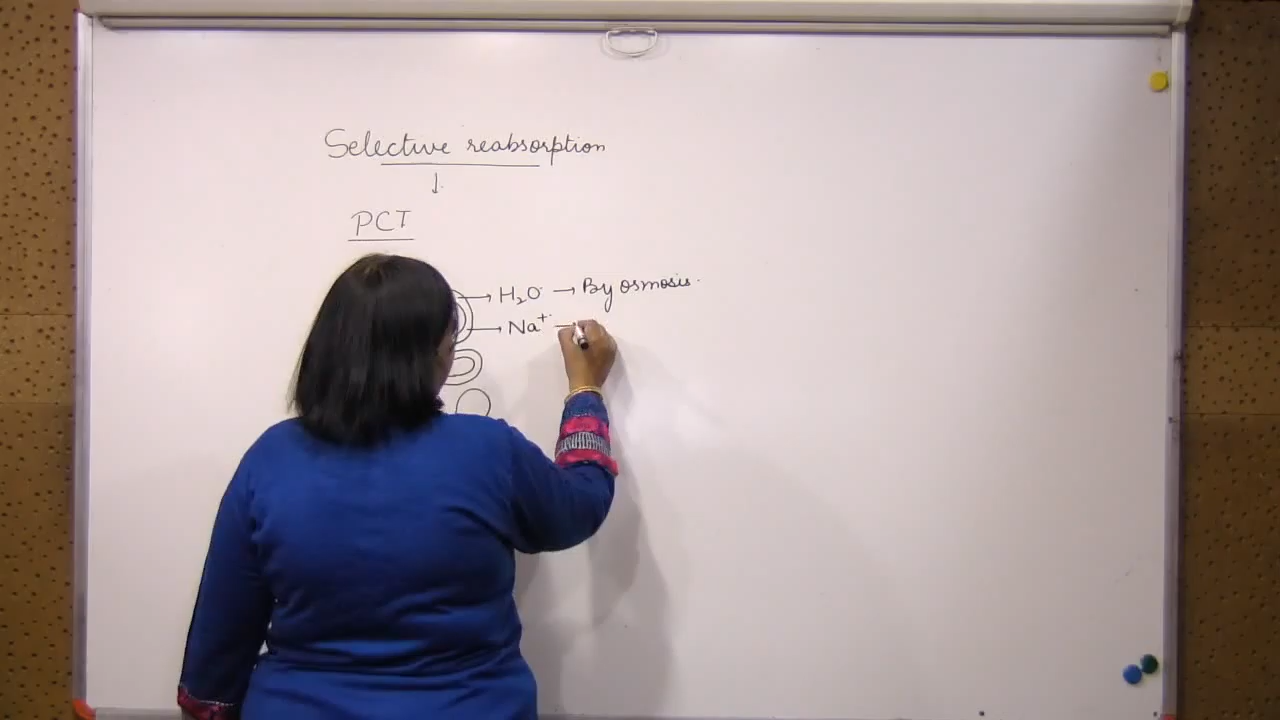 Selective reabsorption
↓
PCT
→ H₂O → By osmosis.
→ Na⁺ —